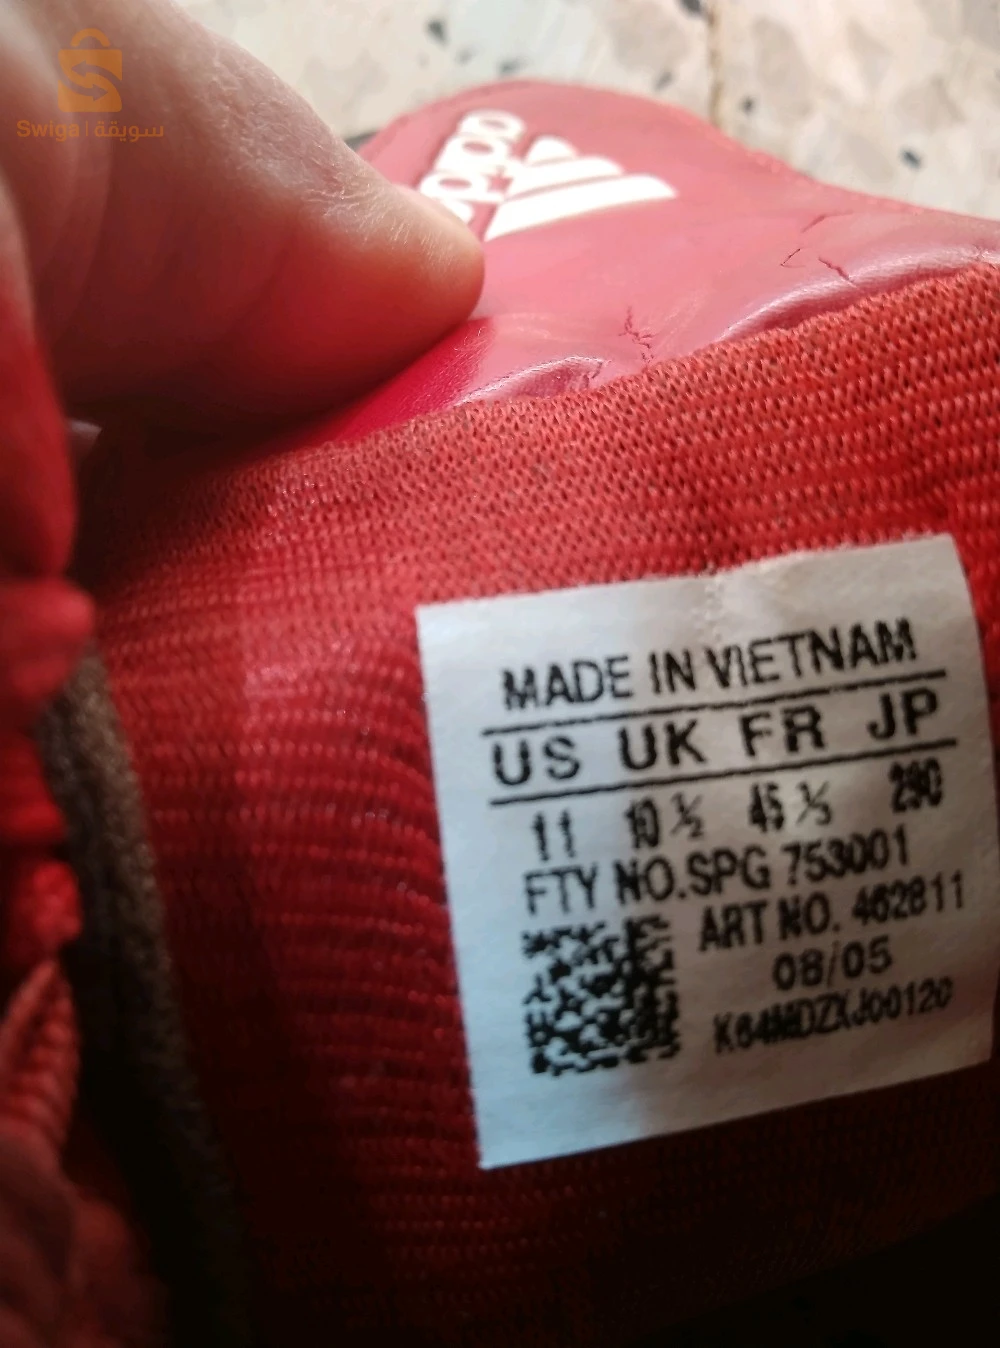 Swiga | سويقة
adidas
MADE IN VIETNAM
US UK FR JP
11 10 ½ 45 ⅓ 290
FTY NO.SPG 753001
ART NO. 462811
08/05